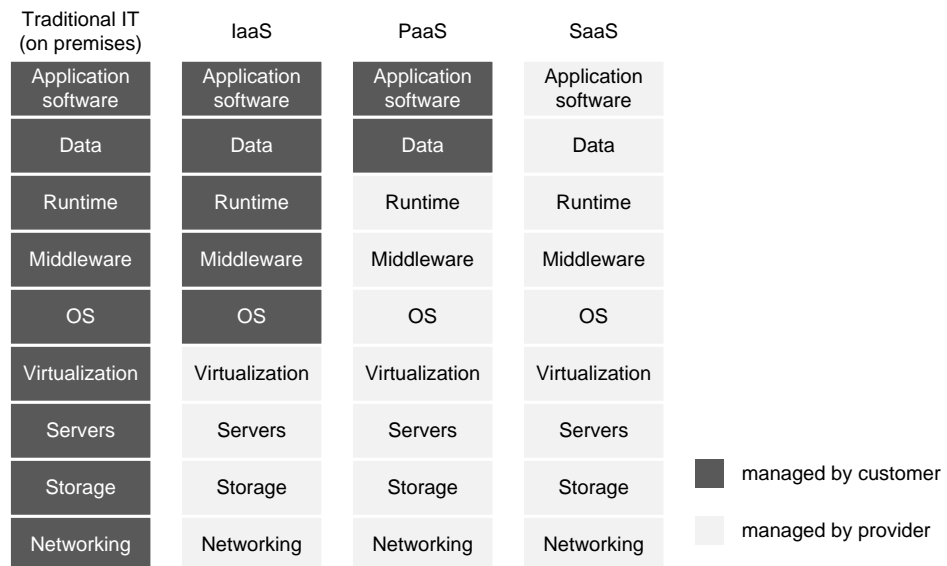 Traditional IT
(on premises)
IaaS
PaaS
SaaS
Application
software
Application
software
Application
software
Application
software
Data
Data
Data
Data
Runtime
Runtime
Runtime
Runtime
Middleware
Middleware
Middleware
Middleware
OS
OS
OS
OS
Virtualization
Virtualization
Virtualization
Virtualization
Servers
Servers
Servers
Servers
Storage
Storage
Storage
Storage
Networking
Networking
Networking
Networking
managed by customer
managed by provider